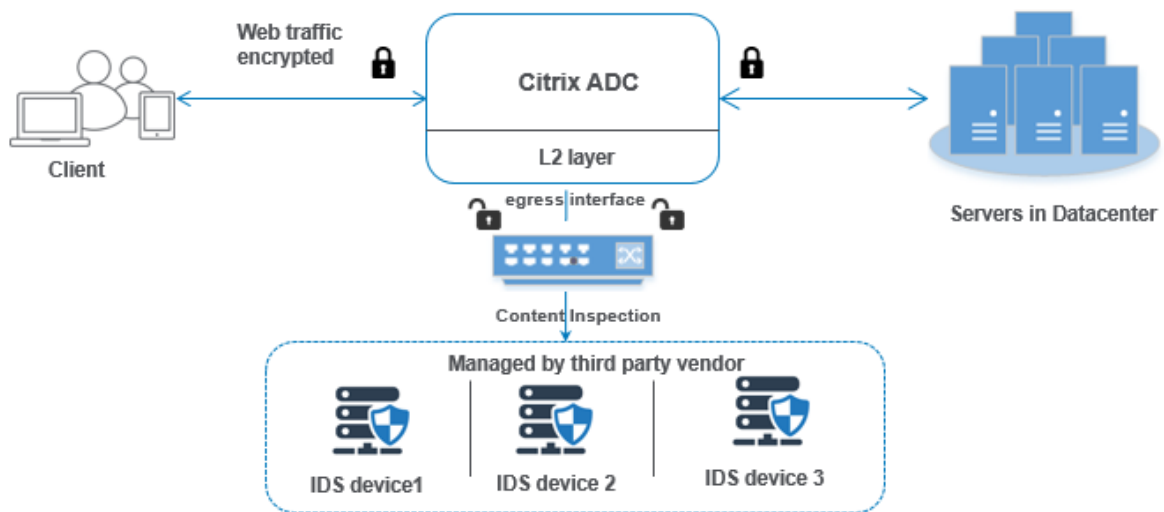 Web traffic
encrypted
Citrix ADC
L2 layer
Client
egress interface
Servers in Datacenter
Content Inspection
Managed by third party vendor
IDS device1
IDS device 2
IDS device 3